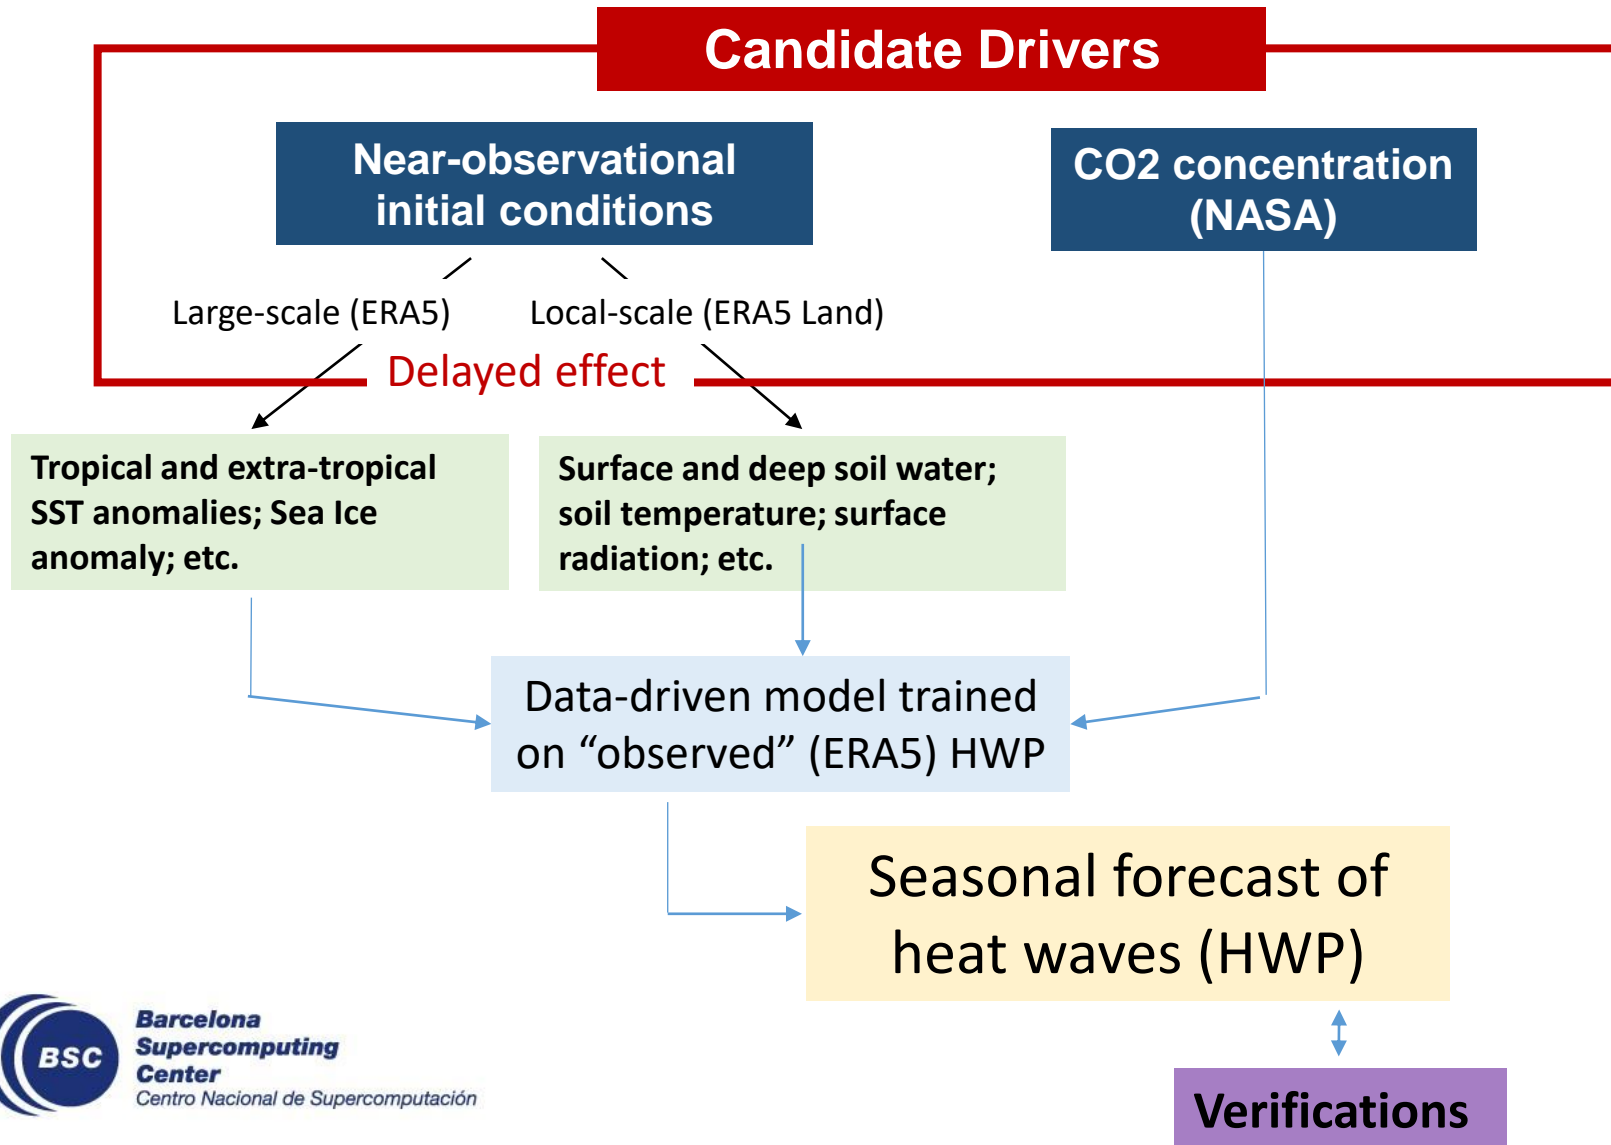 Candidate Drivers
Near-observational
initial conditions
CO2 concentration
(NASA)
Large-scale (ERA5)
Local-scale (ERA5 Land)
Delayed effect
Tropical and extra-tropical
SST anomalies; Sea Ice
anomaly; etc.
Surface and deep soil water;
soil temperature; surface
radiation; etc.
Data-driven model trained
on “observed” (ERA5) HWP
Seasonal forecast of
heat waves (HWP)
BSC
Barcelona
Supercomputing
Center
Centro Nacional de Supercomputación
Verifications